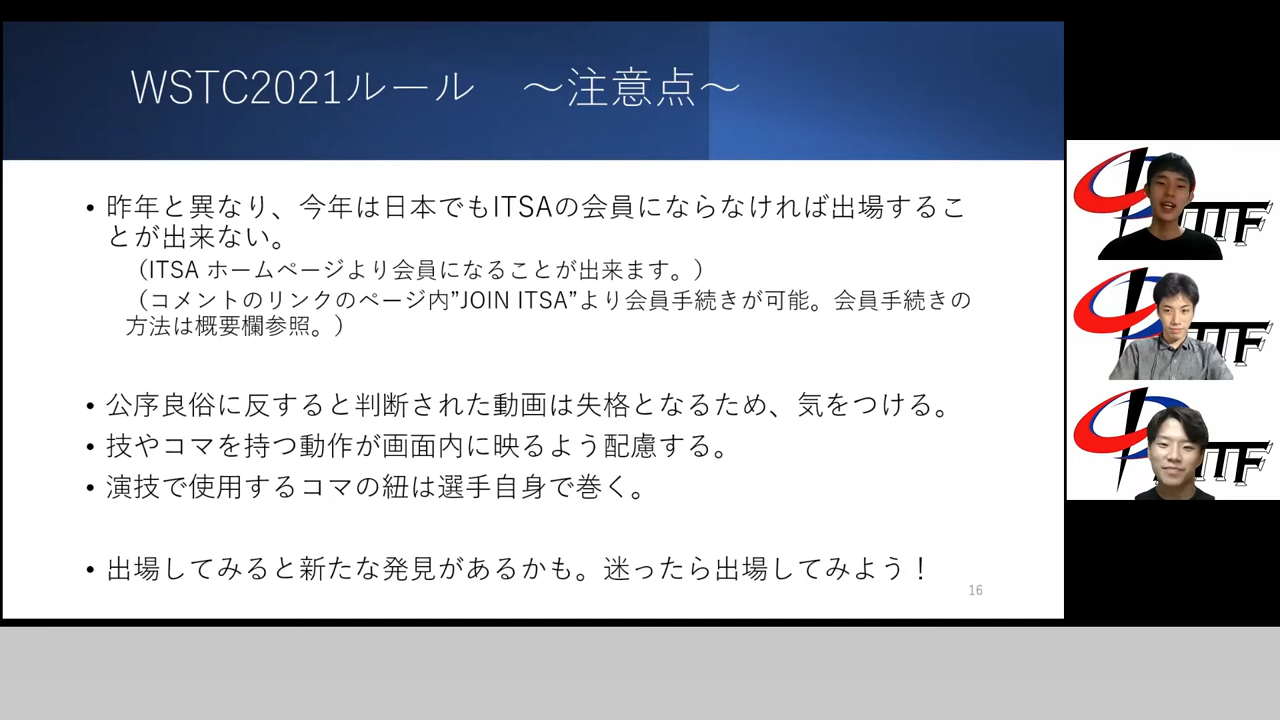 WSTC2021ルール　～注意点～
• 昨年と異なり、今年は日本でもITSAの会員にならなければ出場するこ
とが出来ない。
（ITSA ホームページより会員になることが出来ます。）
（コメントのリンクのページ内”JOIN ITSA”より会員手続きが可能。会員手続きの
方法は概要欄参照。）
• 公序良俗に反すると判断された動画は失格となるため、気をつける。
• 技やコマを持つ動作が画面内に映るよう配慮する。
• 演技で使用するコマの紐は選手自身で巻く。
• 出場してみると新たな発見があるかも。迷ったら出場してみよう！
16